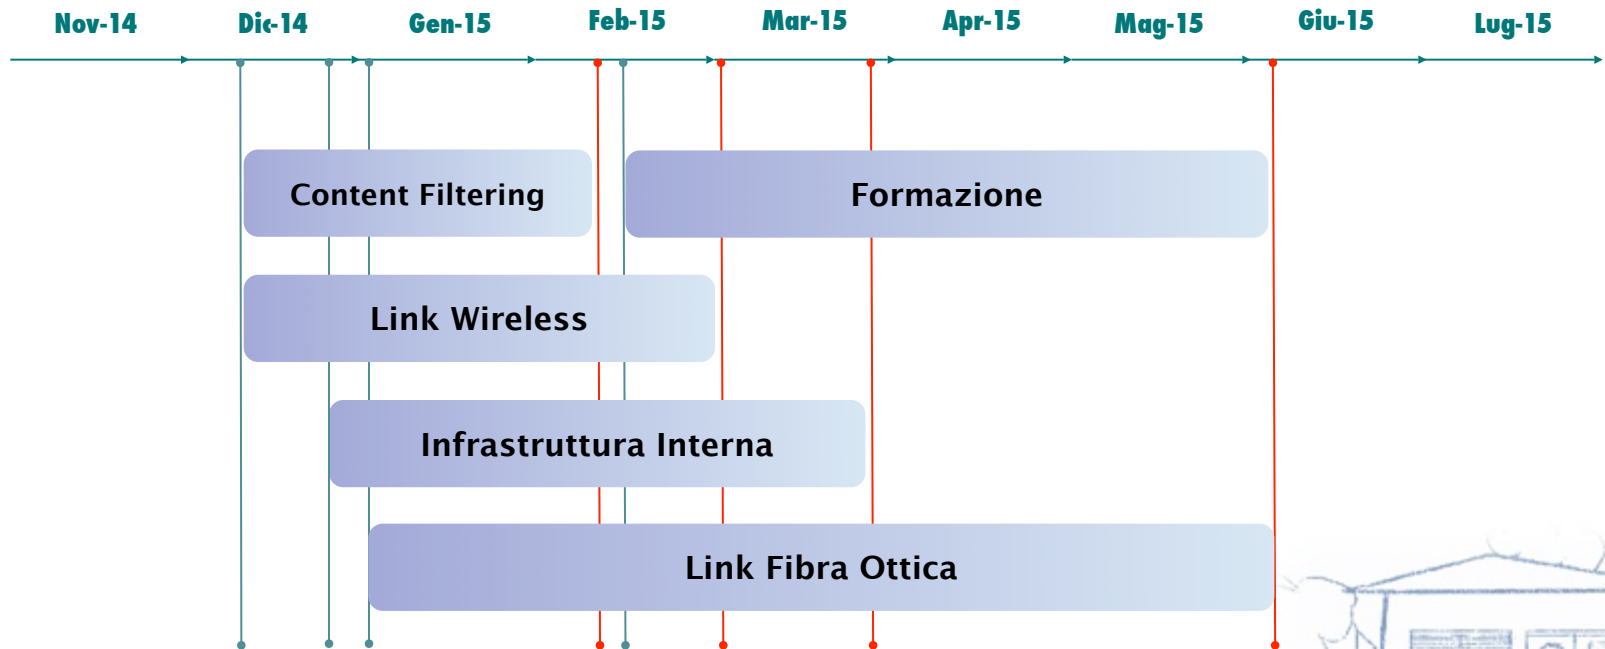 Nov-14 Dic-14 Gen-15 Feb-15 Mar-15 Apr-15 Mag-15 Giu-15 Lug-15
Content Filtering Formazione
Link Wireless
Infrastruttura Interna
Link Fibra Ottica